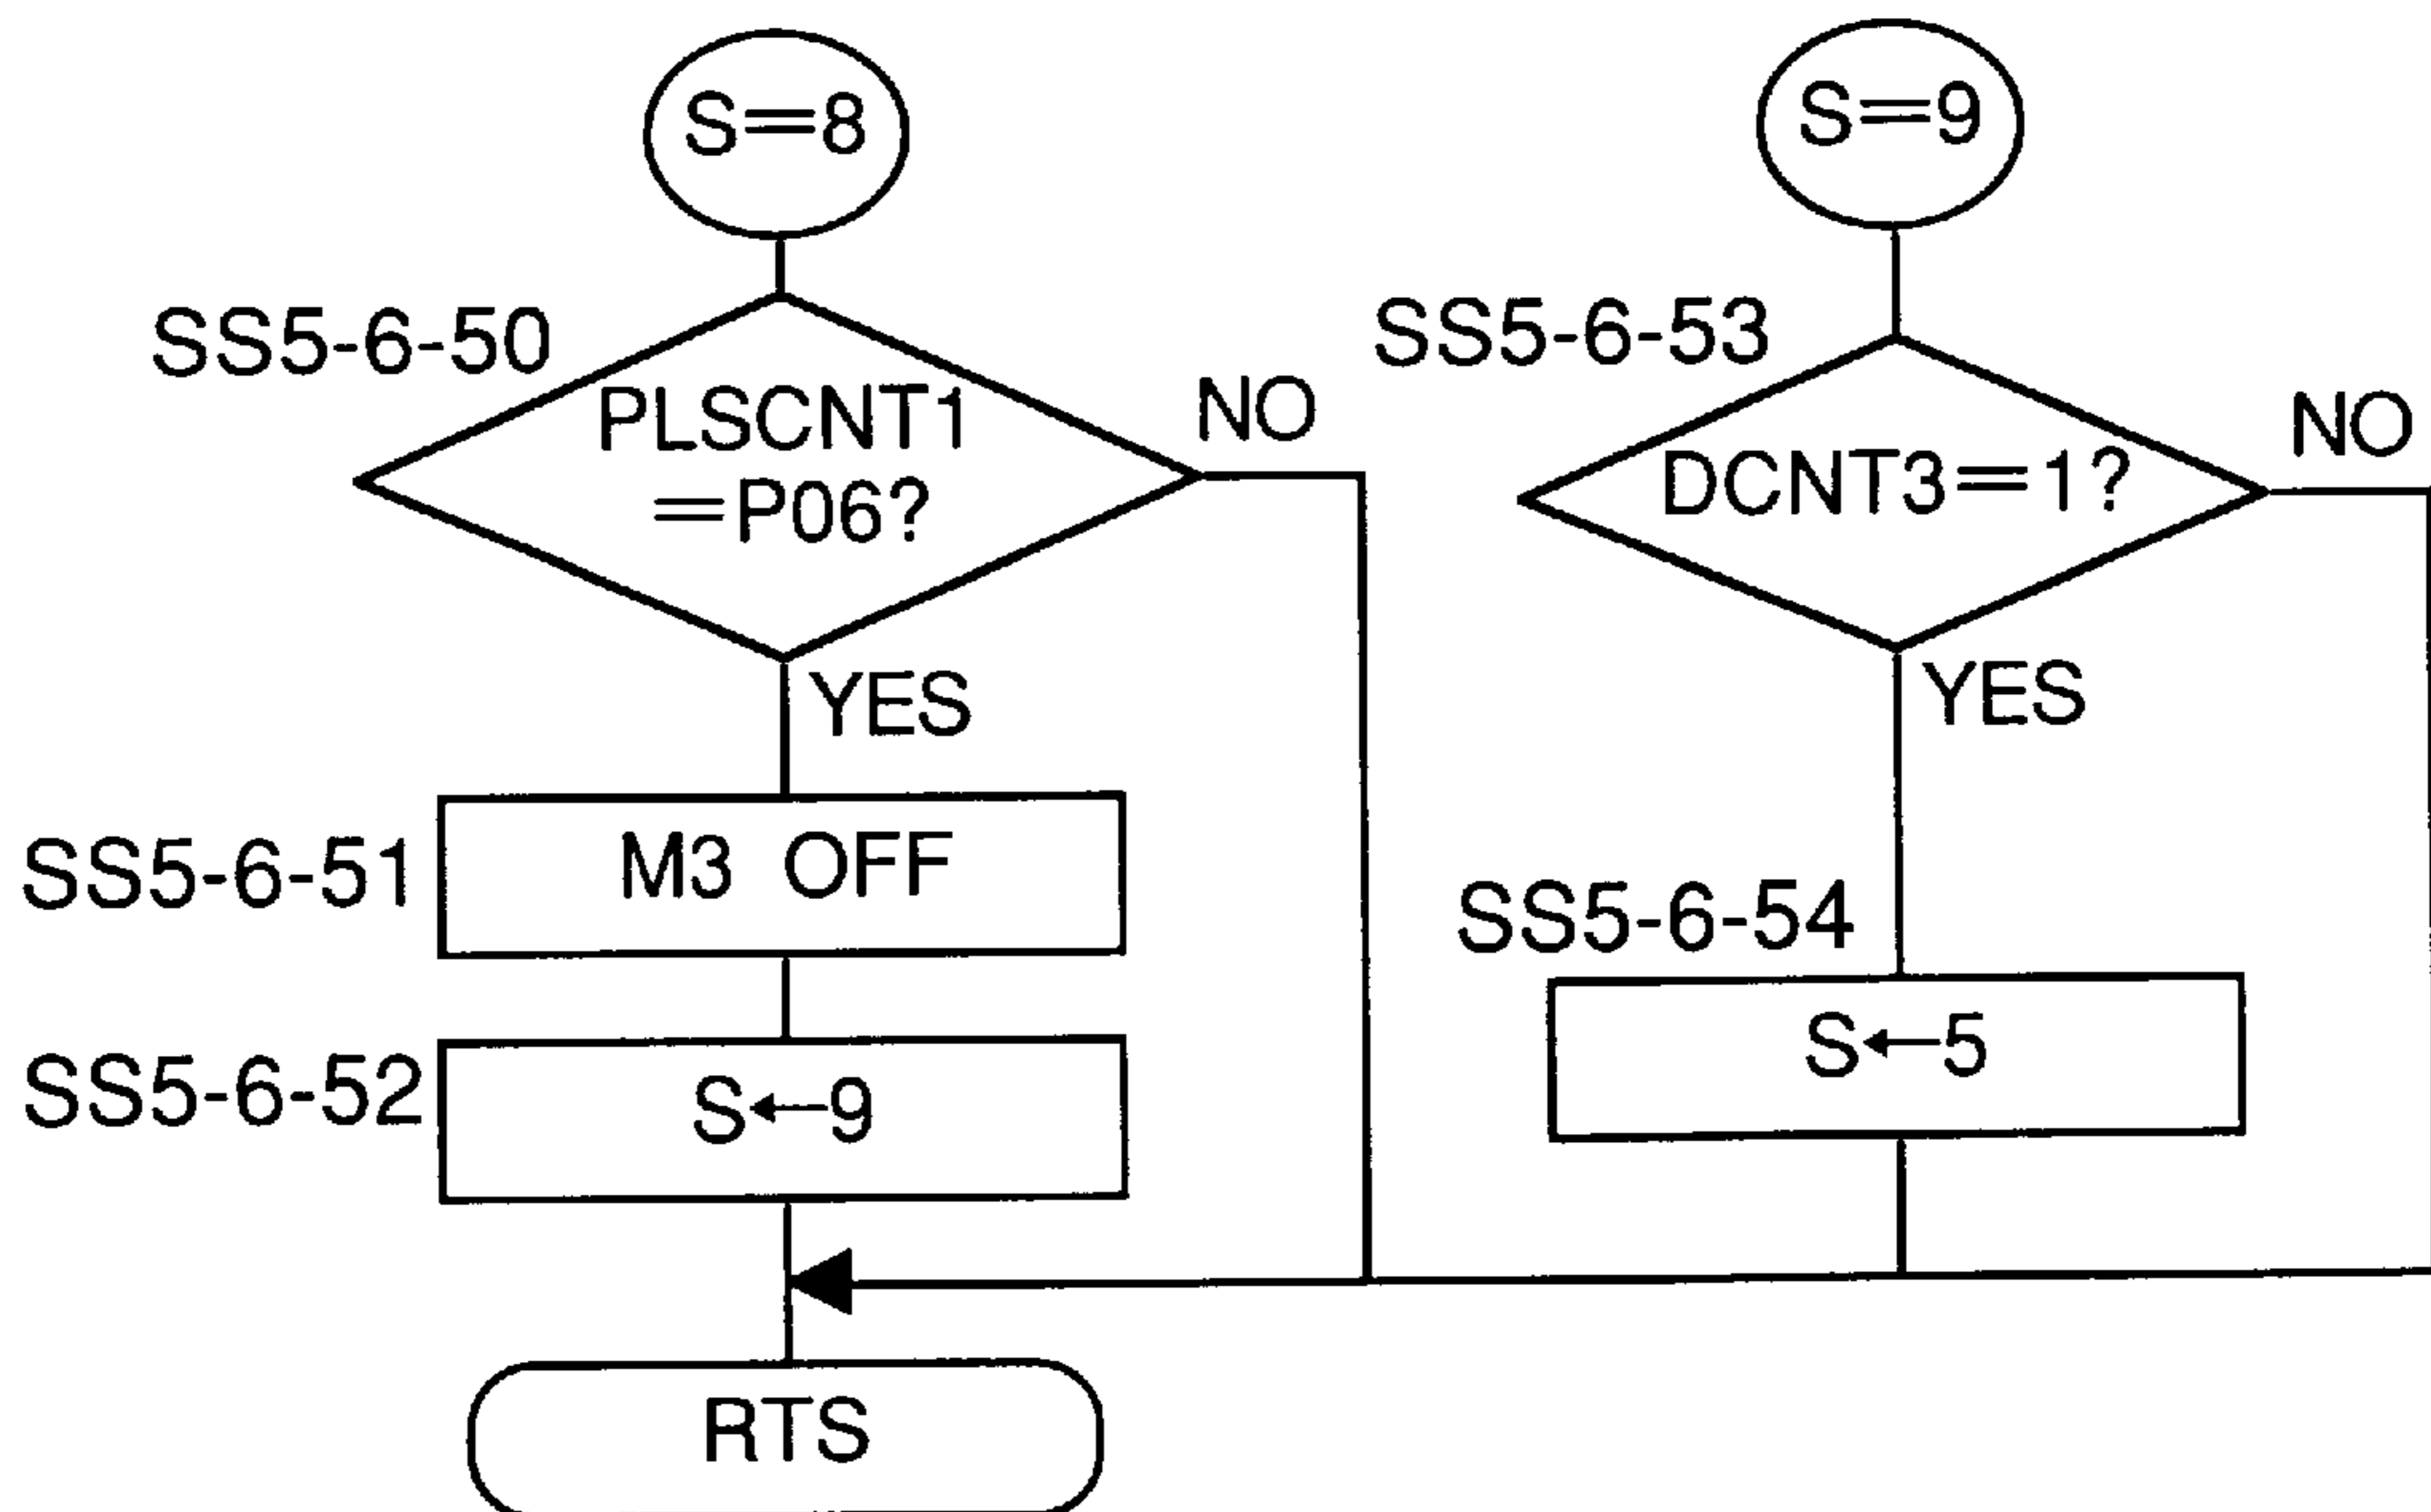 S=8
SS5-6-50
PLSCNT1
=P06?
NO
YES
SS5-6-51
M3 OFF
SS5-6-52
S←9
RTS
S=9
SS5-6-53
DCNT3=1?
NO
YES
SS5-6-54
S←5